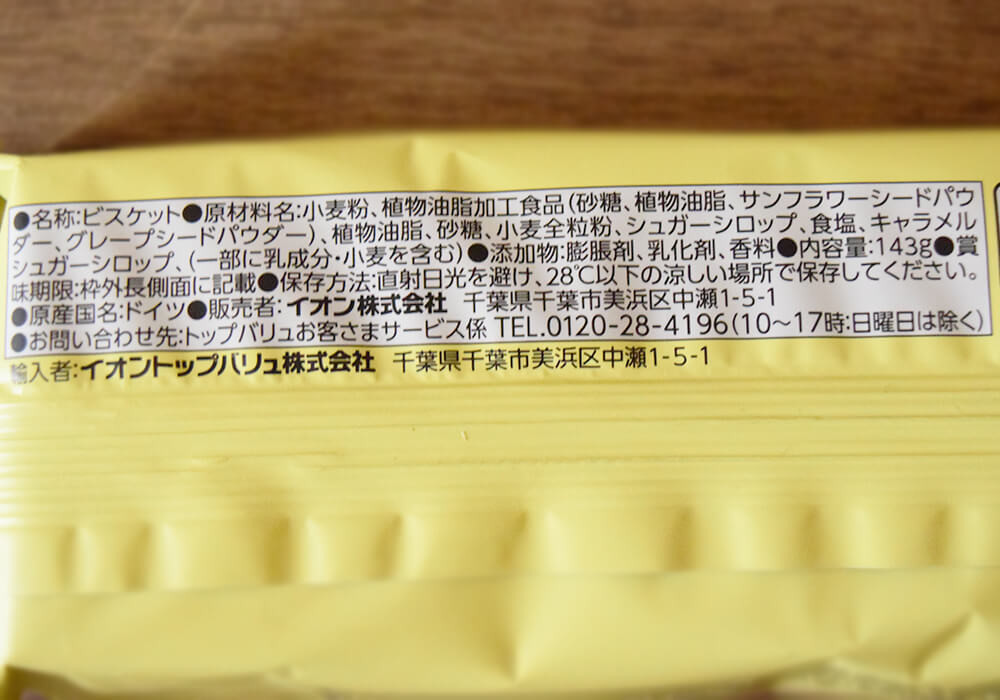 ●名称:ビスケット●原材料名:小麦粉、植物油脂加工食品(砂糖、植物油脂、サンフラワーシードパウ
ダー、グレープシードパウダー)、植物油脂、砂糖、小麦全粒粉、シュガーシロップ、食塩、キャラメル
シュガーシロップ、(一部に乳成分・小麦を含む)●添加物:膨脹剤、乳化剤、香料●内容量:143g●賞
味期限:枠外長側面に記載●保存方法:直射日光を避け、28℃以下の涼しい場所で保存してください。
●原産国名:ドイツ●販売者:イオン株式会社 千葉県千葉市美浜区中瀬1-5-1
●お問い合わせ先:トップバリュお客さまサービス係 TEL.0120-28-4196(10〜17時:日曜日は除く)
輸入者:イオントップバリュ株式会社 千葉県千葉市美浜区中瀬1-5-1